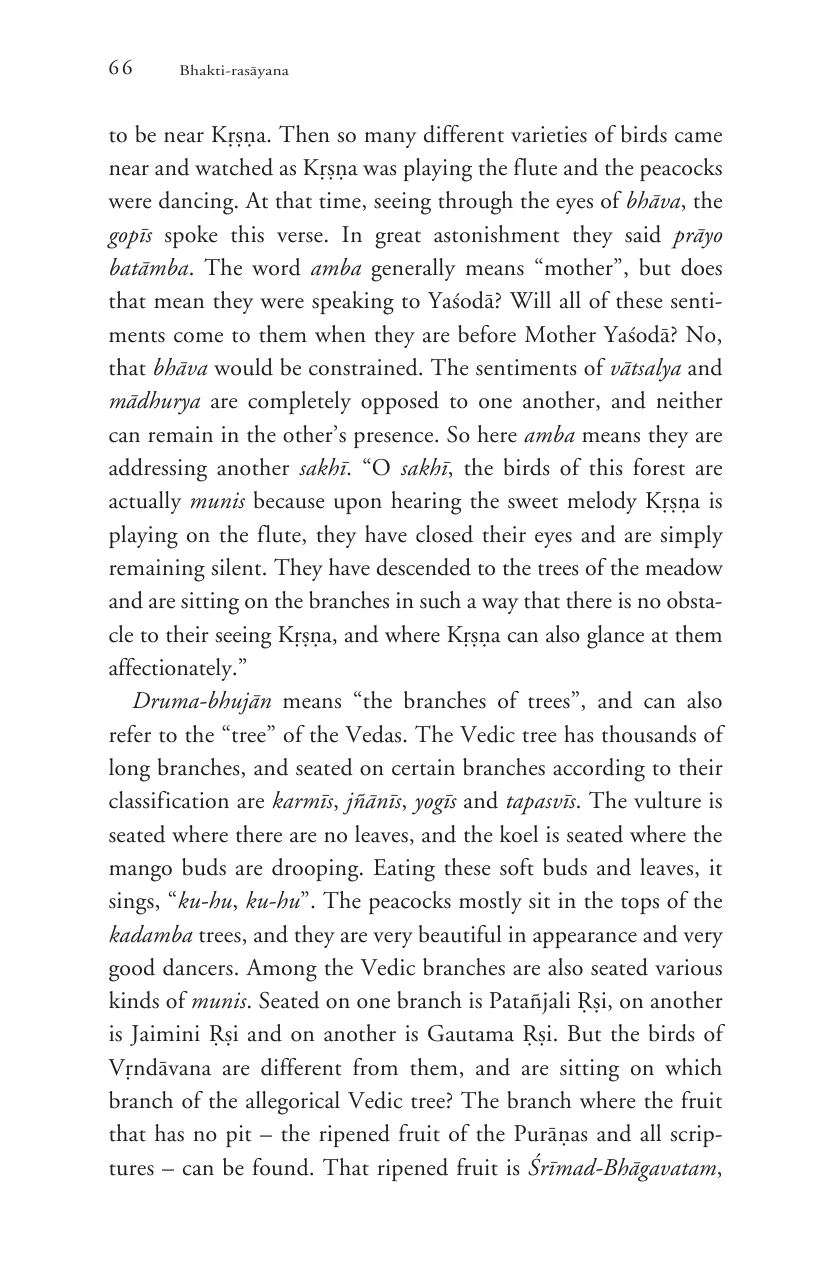 66 Bhakti-rasāyana
to be near Kṛṣṇa. Then so many different varieties of birds came
near and watched as Kṛṣṇa was playing the flute and the peacocks
were dancing. At that time, seeing through the eyes of bhāva, the
gopīs spoke this verse. In great astonishment they said prāyo
batāmba. The word amba generally means “mother”, but does
that mean they were speaking to Yaśodā? Will all of these senti-
ments come to them when they are before Mother Yaśodā? No,
that bhāva would be constrained. The sentiments of vātsalya and
mādhurya are completely opposed to one another, and neither
can remain in the other’s presence. So here amba means they are
addressing another sakhī. “O sakhī, the birds of this forest are
actually munis because upon hearing the sweet melody Kṛṣṇa is
playing on the flute, they have closed their eyes and are simply
remaining silent. They have descended to the trees of the meadow
and are sitting on the branches in such a way that there is no obsta-
cle to their seeing Kṛṣṇa, and where Kṛṣṇa can also glance at them
affectionately.”
Druma-bhujān means “the branches of trees”, and can also
refer to the “tree” of the Vedas. The Vedic tree has thousands of
long branches, and seated on certain branches according to their
classification are karmīs, jñānīs, yogīs and tapasvīs. The vulture is
seated where there are no leaves, and the koel is seated where the
mango buds are drooping. Eating these soft buds and leaves, it
sings, “ku-hu, ku-hu”. The peacocks mostly sit in the tops of the
kadamba trees, and they are very beautiful in appearance and very
good dancers. Among the Vedic branches are also seated various
kinds of munis. Seated on one branch is Patañjali Ṛṣi, on another
is Jaimini Ṛṣi and on another is Gautama Ṛṣi. But the birds of
Vṛndāvana are different from them, and are sitting on which
branch of the allegorical Vedic tree? The branch where the fruit
that has no pit – the ripened fruit of the Purāṇas and all scrip-
tures – can be found. That ripened fruit is Śrīmad-Bhāgavatam,